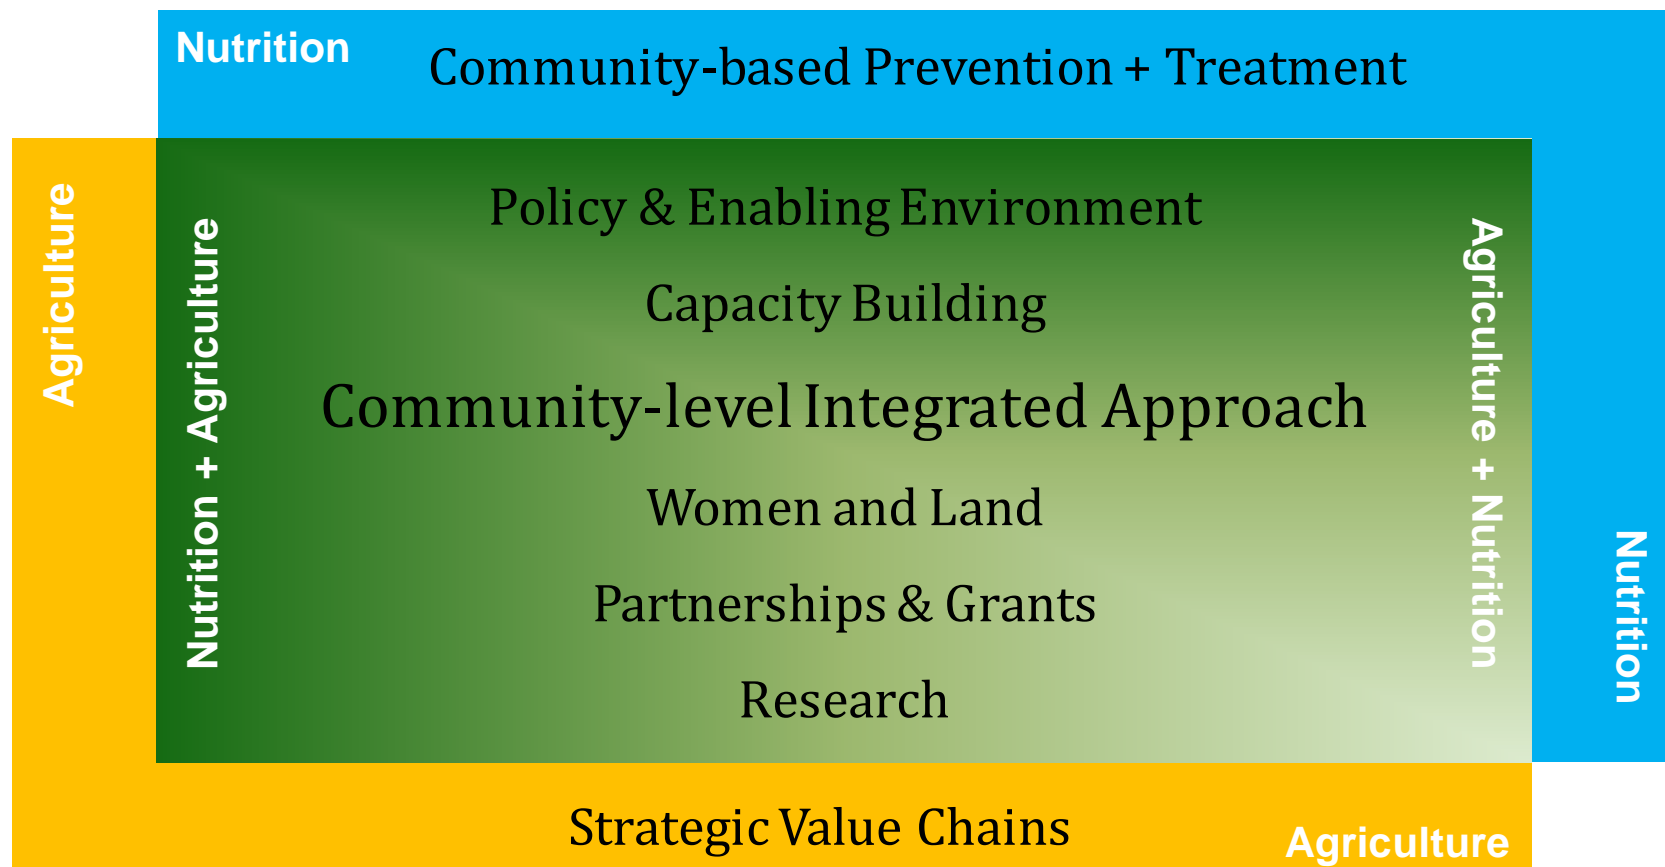 Nutrition
Community-based Prevention + Treatment
Agriculture
Nutrition + Agriculture
Policy & Enabling Environment
Capacity Building
Community-level Integrated Approach
Women and Land
Partnerships & Grants
Research
Agriculture + Nutrition
Nutrition
Strategic Value Chains
Agriculture